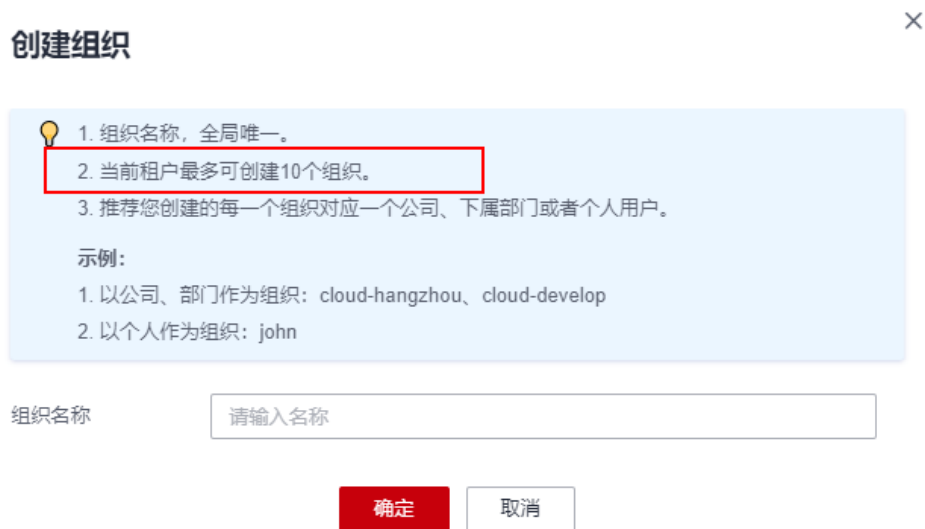 创建组织
1. 组织名称，全局唯一。
2. 当前租户最多可创建10个组织。
3. 推荐您创建的每一个组织对应一个公司、下属部门或者个人用户。
示例：
1. 以公司、部门作为组织：cloud-hangzhou、cloud-develop
2. 以个人作为组织：john
组织名称 请输入名称
确定 取消